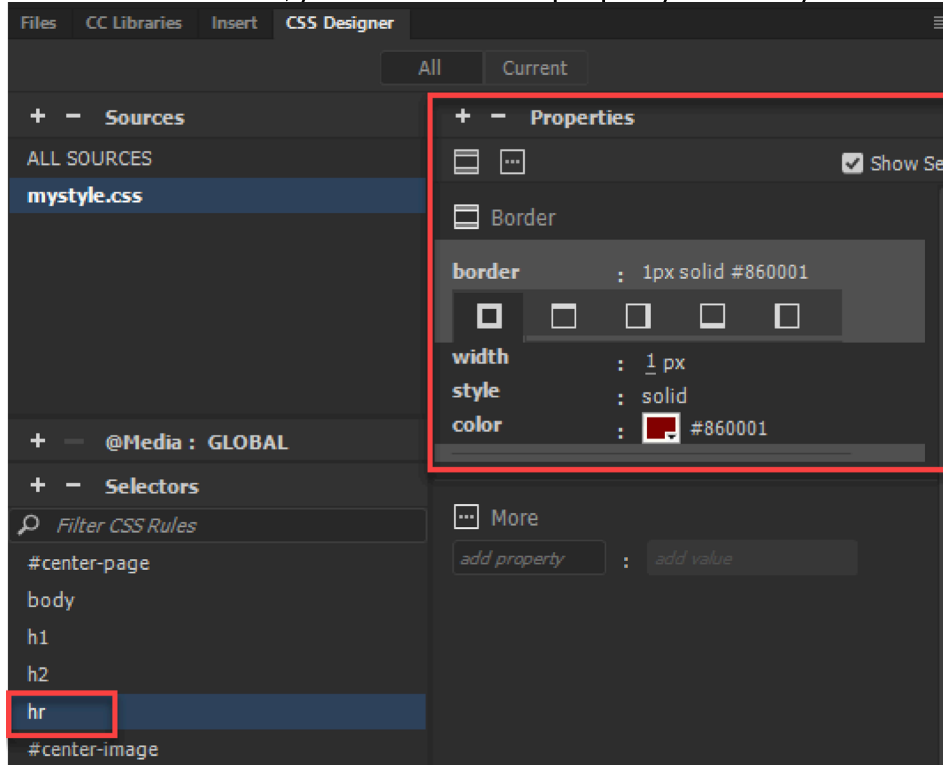 Files CC Libraries Insert CSS Designer
All Current
+ - Sources
ALL SOURCES
mystyle.css
+ - @Media : GLOBAL
+ - Selectors
Filter CSS Rules
#center-page
body
h1
h2
hr
#center-image
+ - Properties
Show Se
Border
border : 1px solid #860001
width : 1 px
style : solid
color : #860001
More
add property : add value